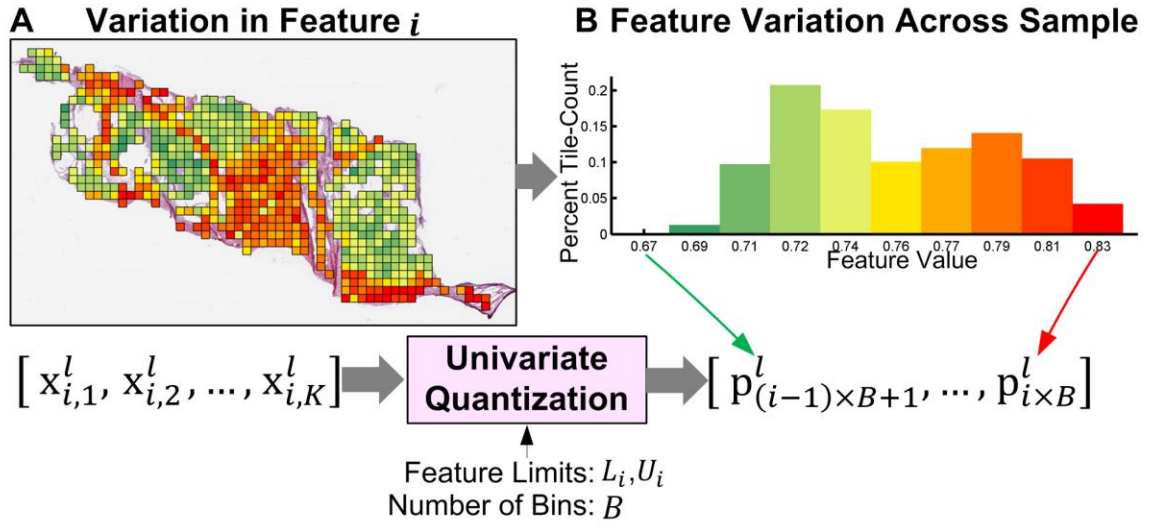 A Variation in Feature i
B Feature Variation Across Sample
Percent Tile-Count
0.2
0.15
0.1
0.05
0
0.67 0.69 0.71 0.72 0.74 0.76 0.77 0.79 0.81 0.83
Feature Value
[ x^l_{i,1}, x^l_{i,2}, ..., x^l_{i,K} ]
Univariate
Quantization
[ p^l_{(i−1)×B+1}, ..., p^l_{i×B} ]
Feature Limits: L_i,U_i
Number of Bins: B